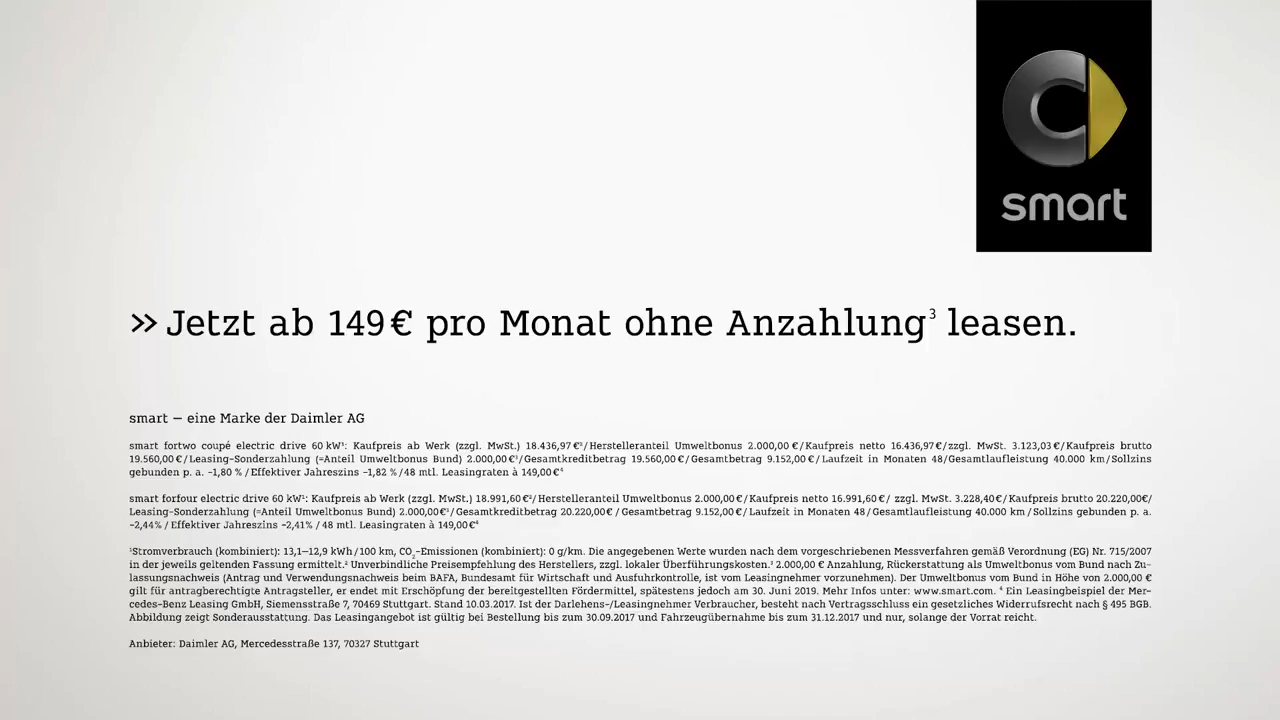 smart
» Jetzt ab 149 € pro Monat ohne Anzahlung³ leasen.
smart – eine Marke der Daimler AG
smart fortwo coupé electric drive 60 kW¹: Kaufpreis ab Werk (zzgl. MwSt.) 18.436,97 €²/Herstelleranteil Umweltbonus 2.000,00 €/Kaufpreis netto 16.436,97 €/zzgl. MwSt. 3.123,03 €/Kaufpreis brutto
19.560,00 €/Leasing-Sonderzahlung (=Anteil Umweltbonus Bund) 2.000,00 €³/Gesamtkreditbetrag 19.560,00 €/Gesamtbetrag 9.152,00 €/Laufzeit in Monaten 48/Gesamtlaufleistung 40.000 km/Sollzins
gebunden p. a. -1,80 %/Effektiver Jahreszins -1,82 %/48 mtl. Leasingraten à 149,00 €⁴
smart forfour electric drive 60 kW¹: Kaufpreis ab Werk (zzgl. MwSt.) 18.991,60 €²/Herstelleranteil Umweltbonus 2.000,00 €/Kaufpreis netto 16.991,60 €/ zzgl. MwSt. 3.228,40 €/Kaufpreis brutto 20.220,00€/
Leasing-Sonderzahlung (=Anteil Umweltbonus Bund) 2.000,00 €³/Gesamtkreditbetrag 20.220,00 €/Gesamtbetrag 9.152,00 €/Laufzeit in Monaten 48/Gesamtlaufleistung 40.000 km/Sollzins gebunden p. a.
-2,44%/Effektiver Jahreszins -2,41%/48 mtl. Leasingraten à 149,00 €⁴
¹Stromverbrauch (kombiniert): 13,1–12,9 kWh/100 km, CO₂-Emissionen (kombiniert): 0 g/km. Die angegebenen Werte wurden nach dem vorgeschriebenen Messverfahren gemäß Verordnung (EG) Nr. 715/2007
in der jeweils geltenden Fassung ermittelt.² Unverbindliche Preisempfehlung des Herstellers, zzgl. lokaler Überführungskosten.³ 2.000,00 € Anzahlung, Rückerstattung als Umweltbonus vom Bund nach Zu-
lassungsnachweis (Antrag und Verwendungsnachweis beim BAFA, Bundesamt für Wirtschaft und Ausfuhrkontrolle, ist vom Leasingnehmer vorzunehmen). Der Umweltbonus vom Bund in Höhe von 2.000,00 €
gilt für antragberechtigte Antragsteller, er endet mit Erschöpfung der bereitgestellten Fördermittel, spätestens jedoch am 30. Juni 2019. Mehr Infos unter: www.smart.com. ⁴ Ein Leasingbeispiel der Mer-
cedes-Benz Leasing GmbH, Siemensstraße 7, 70469 Stuttgart. Stand 10.03.2017. Ist der Darlehens-/Leasingnehmer Verbraucher, besteht nach Vertragsschluss ein gesetzliches Widerrufsrecht nach § 495 BGB.
Abbildung zeigt Sonderausstattung. Das Leasingangebot ist gültig bei Bestellung bis zum 30.09.2017 und Fahrzeugübernahme bis zum 31.12.2017 und nur, solange der Vorrat reicht.
Anbieter: Daimler AG, Mercedesstraße 137, 70327 Stuttgart